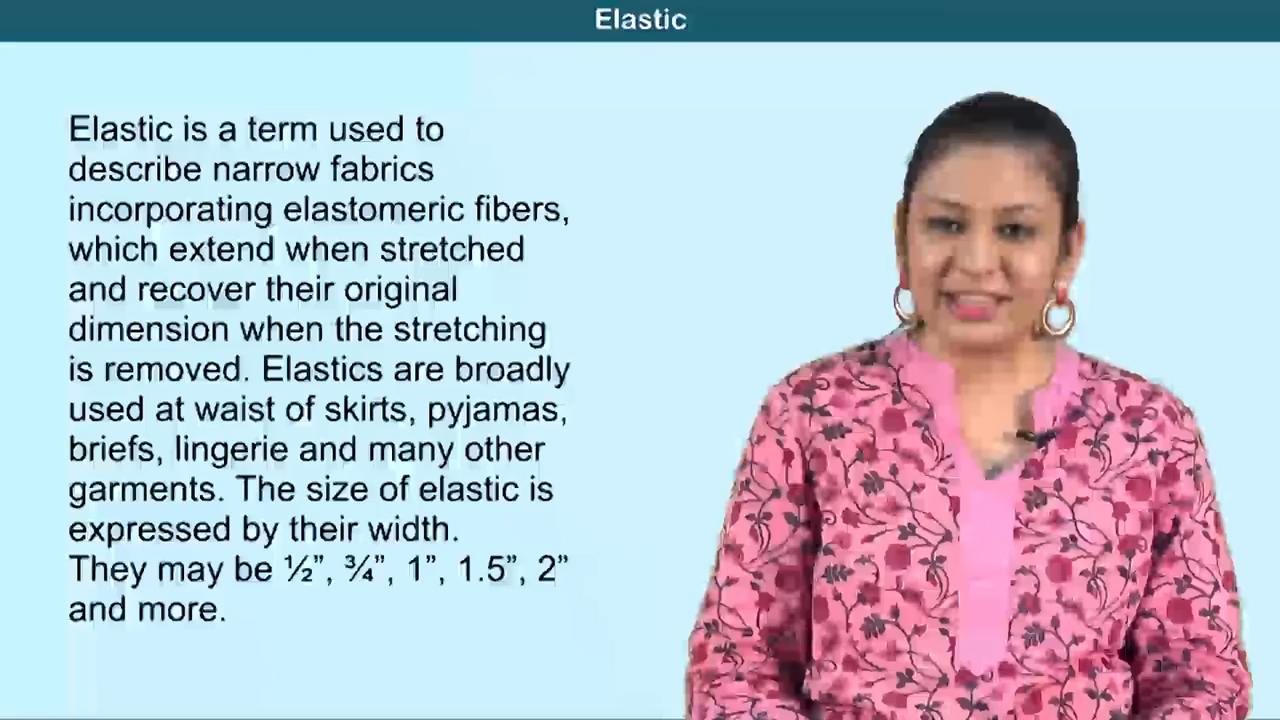 Elastic
Elastic is a term used to
describe narrow fabrics
incorporating elastomeric fibers,
which extend when stretched
and recover their original
dimension when the stretching
is removed. Elastics are broadly
used at waist of skirts, pyjamas,
briefs, lingerie and many other
garments. The size of elastic is
expressed by their width.
They may be ½”, ¾”, 1”, 1.5”, 2”
and more.